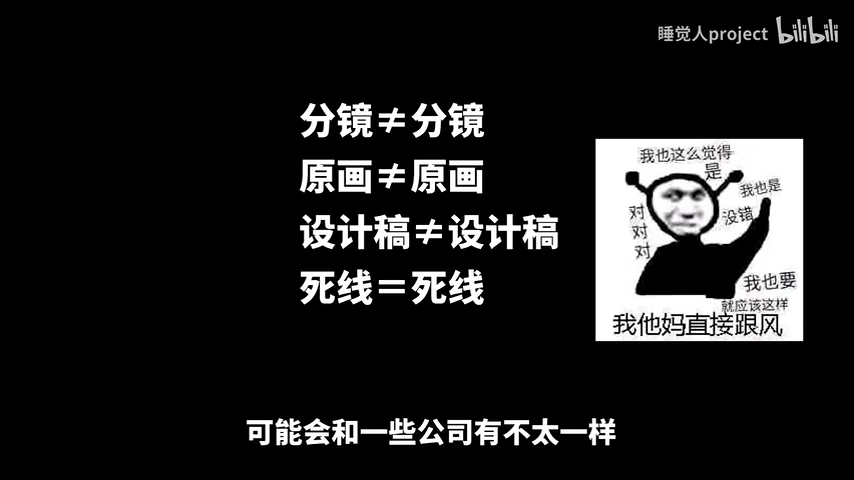 睡觉人project bilibili
分镜≠分镜
原画≠原画
设计稿≠设计稿
死线=死线
我也这么觉得
是
我也是
对
对
对
没错
我也要
就应该这样
我他妈直接跟风
可能会和一些公司有不太一样